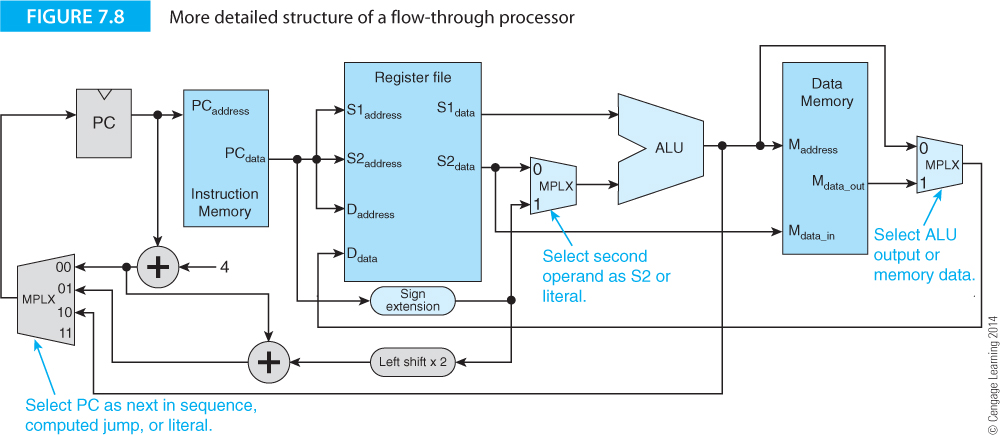 FIGURE 7.8
More detailed structure of a flow-through processor
PC
PCaddress
PCdata
Instruction
Memory
Register file
S1address
S2address
Daddress
Ddata
S1data
S2data
0
MPLX
1
ALU
Data
Memory
Maddress
Mdata_out
Mdata_in
0
MPLX
1
Select ALU
output or
memory data.
Select second
operand as S2 or
literal.
+
4
00
01
MPLX
10
11
Sign
extension
+
Left shift x 2
Select PC as next in sequence,
computed jump, or literal.
© Cengage Learning 2014